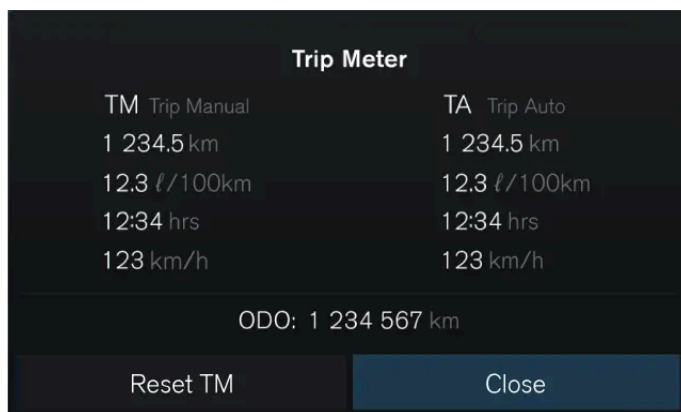 Trip Meter
TM Trip Manual TA Trip Auto
1 234.5 km 1 234.5 km
12.3 ℓ/100km 12.3 ℓ/100km
12:34 hrs 12:34 hrs
123 km/h 123 km/h
ODO: 1 234 567 km
Reset TM Close